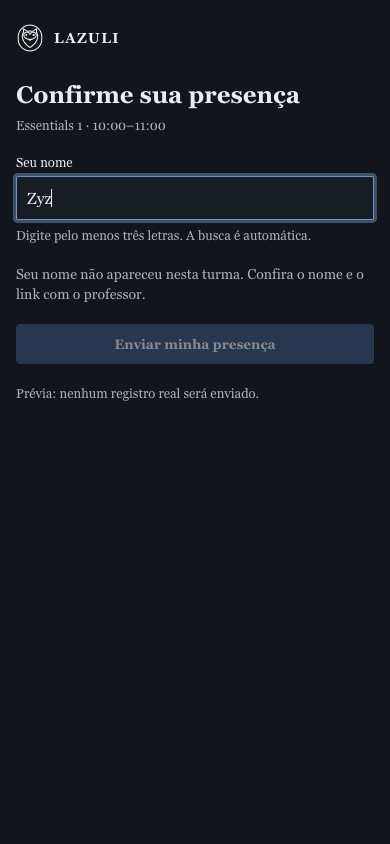 LAZULI
Confirme sua presença
Essentials 1 · 10:00–11:00
Seu nome
Zyz
Digite pelo menos três letras. A busca é automática.
Seu nome não apareceu nesta turma. Confira o nome e o
link com o professor.
Enviar minha presença
Prévia: nenhum registro real será enviado.